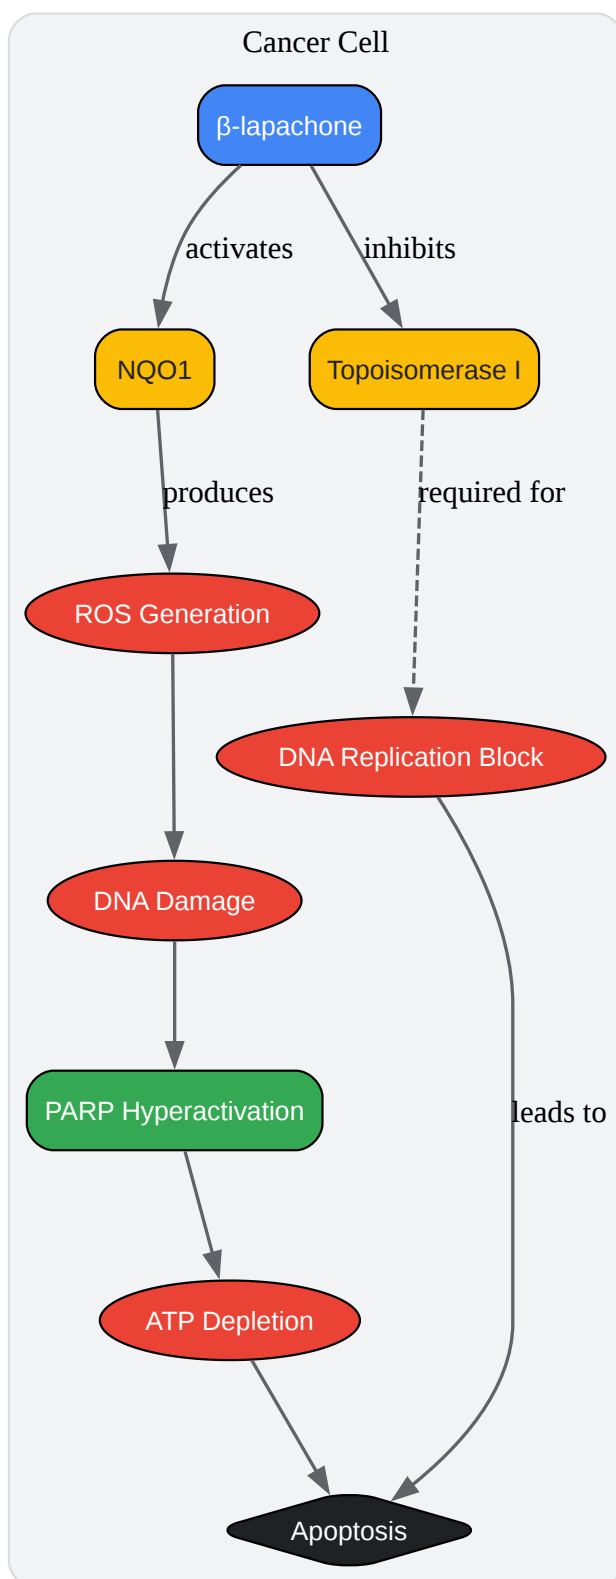 Cancer Cell
β-lapachone
activates
inhibits
NQO1
Topoisomerase I
produces
required for
ROS Generation
DNA Replication Block
DNA Damage
PARP Hyperactivation
leads to
ATP Depletion
Apoptosis